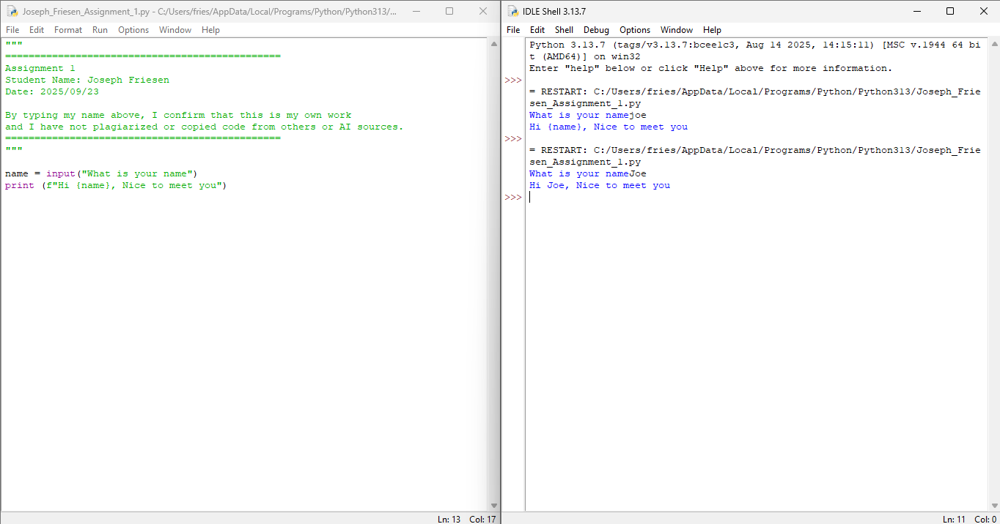 Joseph_Friesen_Assignment_1.py - C:/Users/fries/AppData/Local/Programs/Python/Python313/...
File Edit Format Run Options Window Help
"""
===============================================
Assignment 1
Student Name: Joseph Friesen
Date: 2025/09/23
By typing my name above, I confirm that this is my own work
and I have not plagiarized or copied code from others or AI sources.
===============================================
"""
name = input("What is your name")
print (f"Hi {name}, Nice to meet you")
Ln: 13 Col: 17
IDLE Shell 3.13.7
File Edit Shell Debug Options Window Help
Python 3.13.7 (tags/v3.13.7:bcee1c3, Aug 14 2025, 14:15:11) [MSC v.1944 64 bi
t (AMD64)] on win32
Enter "help" below or click "Help" above for more information.
>>>
= RESTART: C:/Users/fries/AppData/Local/Programs/Python/Python313/Joseph_Frie
sen_Assignment_1.py
What is your namejoe
Hi {name}, Nice to meet you
>>>
= RESTART: C:/Users/fries/AppData/Local/Programs/Python/Python313/Joseph_Frie
sen_Assignment_1.py
What is your nameJoe
Hi Joe, Nice to meet you
>>>
Ln: 11 Col: 0